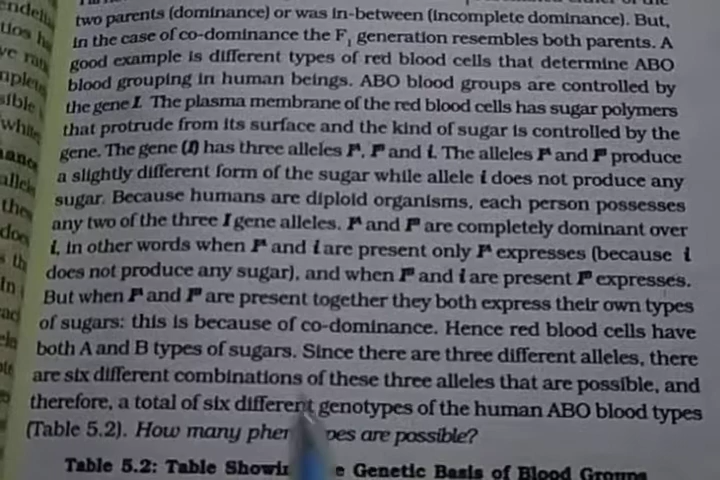 two parents (dominance) or was in-between (incomplete dominance). But,
in the case of co-dominance the F₁ generation resembles both parents. A
good example is different types of red blood cells that determine ABO
blood grouping in human beings. ABO blood groups are controlled by
the gene I. The plasma membrane of the red blood cells has sugar polymers
that protrude from its surface and the kind of sugar is controlled by the
gene. The gene (I) has three alleles Iᴬ, Iᴮ and i. The alleles Iᴬ and Iᴮ produce
a slightly different form of the sugar while allele i does not produce any
sugar. Because humans are diploid organisms, each person possesses
any two of the three I gene alleles. Iᴬ and Iᴮ are completely dominant over
i, in other words when Iᴬ and i are present only Iᴬ expresses (because i
does not produce any sugar), and when Iᴮ and i are present Iᴮ expresses.
But when Iᴬ and Iᴮ are present together they both express their own types
of sugars: this is because of co-dominance. Hence red blood cells have
both A and B types of sugars. Since there are three different alleles, there
are six different combinations of these three alleles that are possible, and
therefore, a total of six different genotypes of the human ABO blood types
(Table 5.2). How many phen pes are possible?
Table 5.2: Table Showin e Genetic Basis of Blood Groups